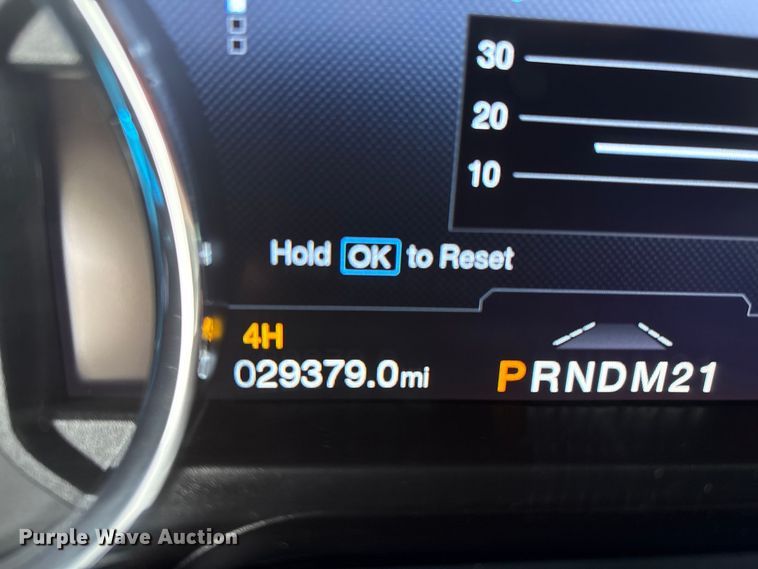 30
20
10
Hold OK to Reset
4H
029379.0mi
PRNDM21
Purple Wave Auction